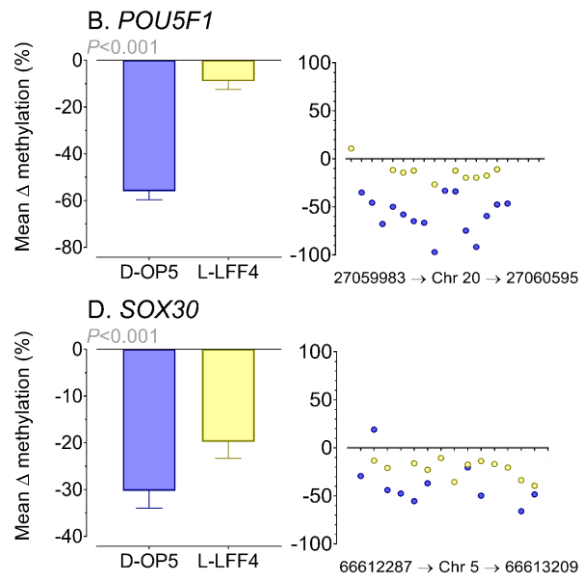 B. POU5F1
P<0.001
Mean Δ methylation (%)
0
-20
-40
-60
-80
D-OP5 L-LFF4
100
50
0
-50
-100
27059983 → Chr 20 → 27060595
D. SOX30
P<0.001
Mean Δ methylation (%)
0
-10
-20
-30
-40
D-OP5 L-LFF4
100
50
0
-50
-100
66612287 → Chr 5 → 66613209